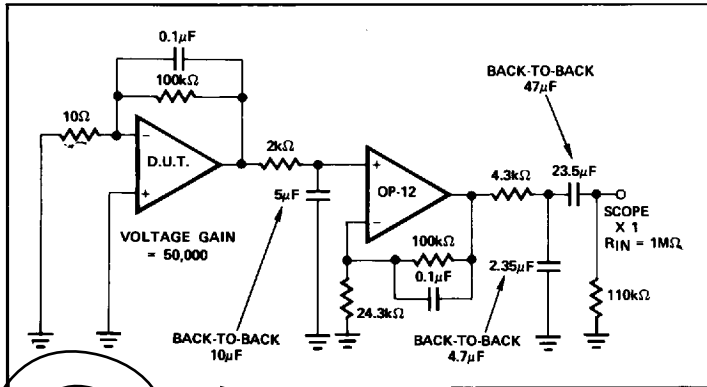 0.1μF
100kΩ
10Ω
−
D.U.T.
+
VOLTAGE GAIN
= 50,000
2kΩ
5μF
BACK-TO-BACK
10μF
+
OP-12
−
100kΩ
0.1μF
24.3kΩ
4.3kΩ
BACK-TO-BACK
47μF
23.5μF
2.35μF
BACK-TO-BACK
4.7μF
SCOPE
X 1
RIN = 1MΩ
110kΩ